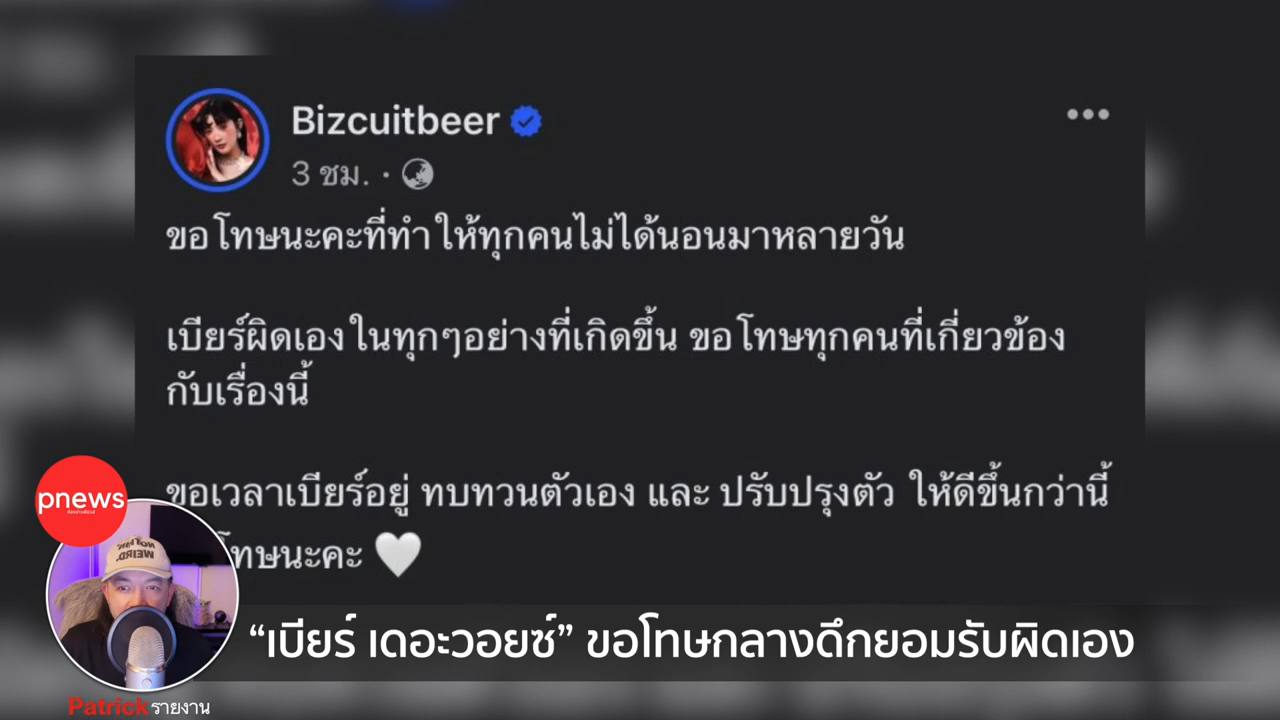 Bizcuitbeer
3 ชม. ·
ขอโทษนะคะที่ทำให้ทุกคนไม่ได้นอนมาหลายวัน
เบียร์ผิดเองในทุกๆอย่างที่เกิดขึ้น ขอโทษทุกคนที่เกี่ยวข้อง
กับเรื่องนี้
ขอเวลาเบียร์อยู่ ทบทวนตัวเอง และ ปรับปรุงตัว ให้ดีขึ้นกว่านี้
โทษนะคะ 🤍
pnews
NOTHIN' WEIRD.
“เบียร์ เดอะวอยซ์” ขอโทษกลางดึกยอมรับผิดเอง
Patrick รายงาน